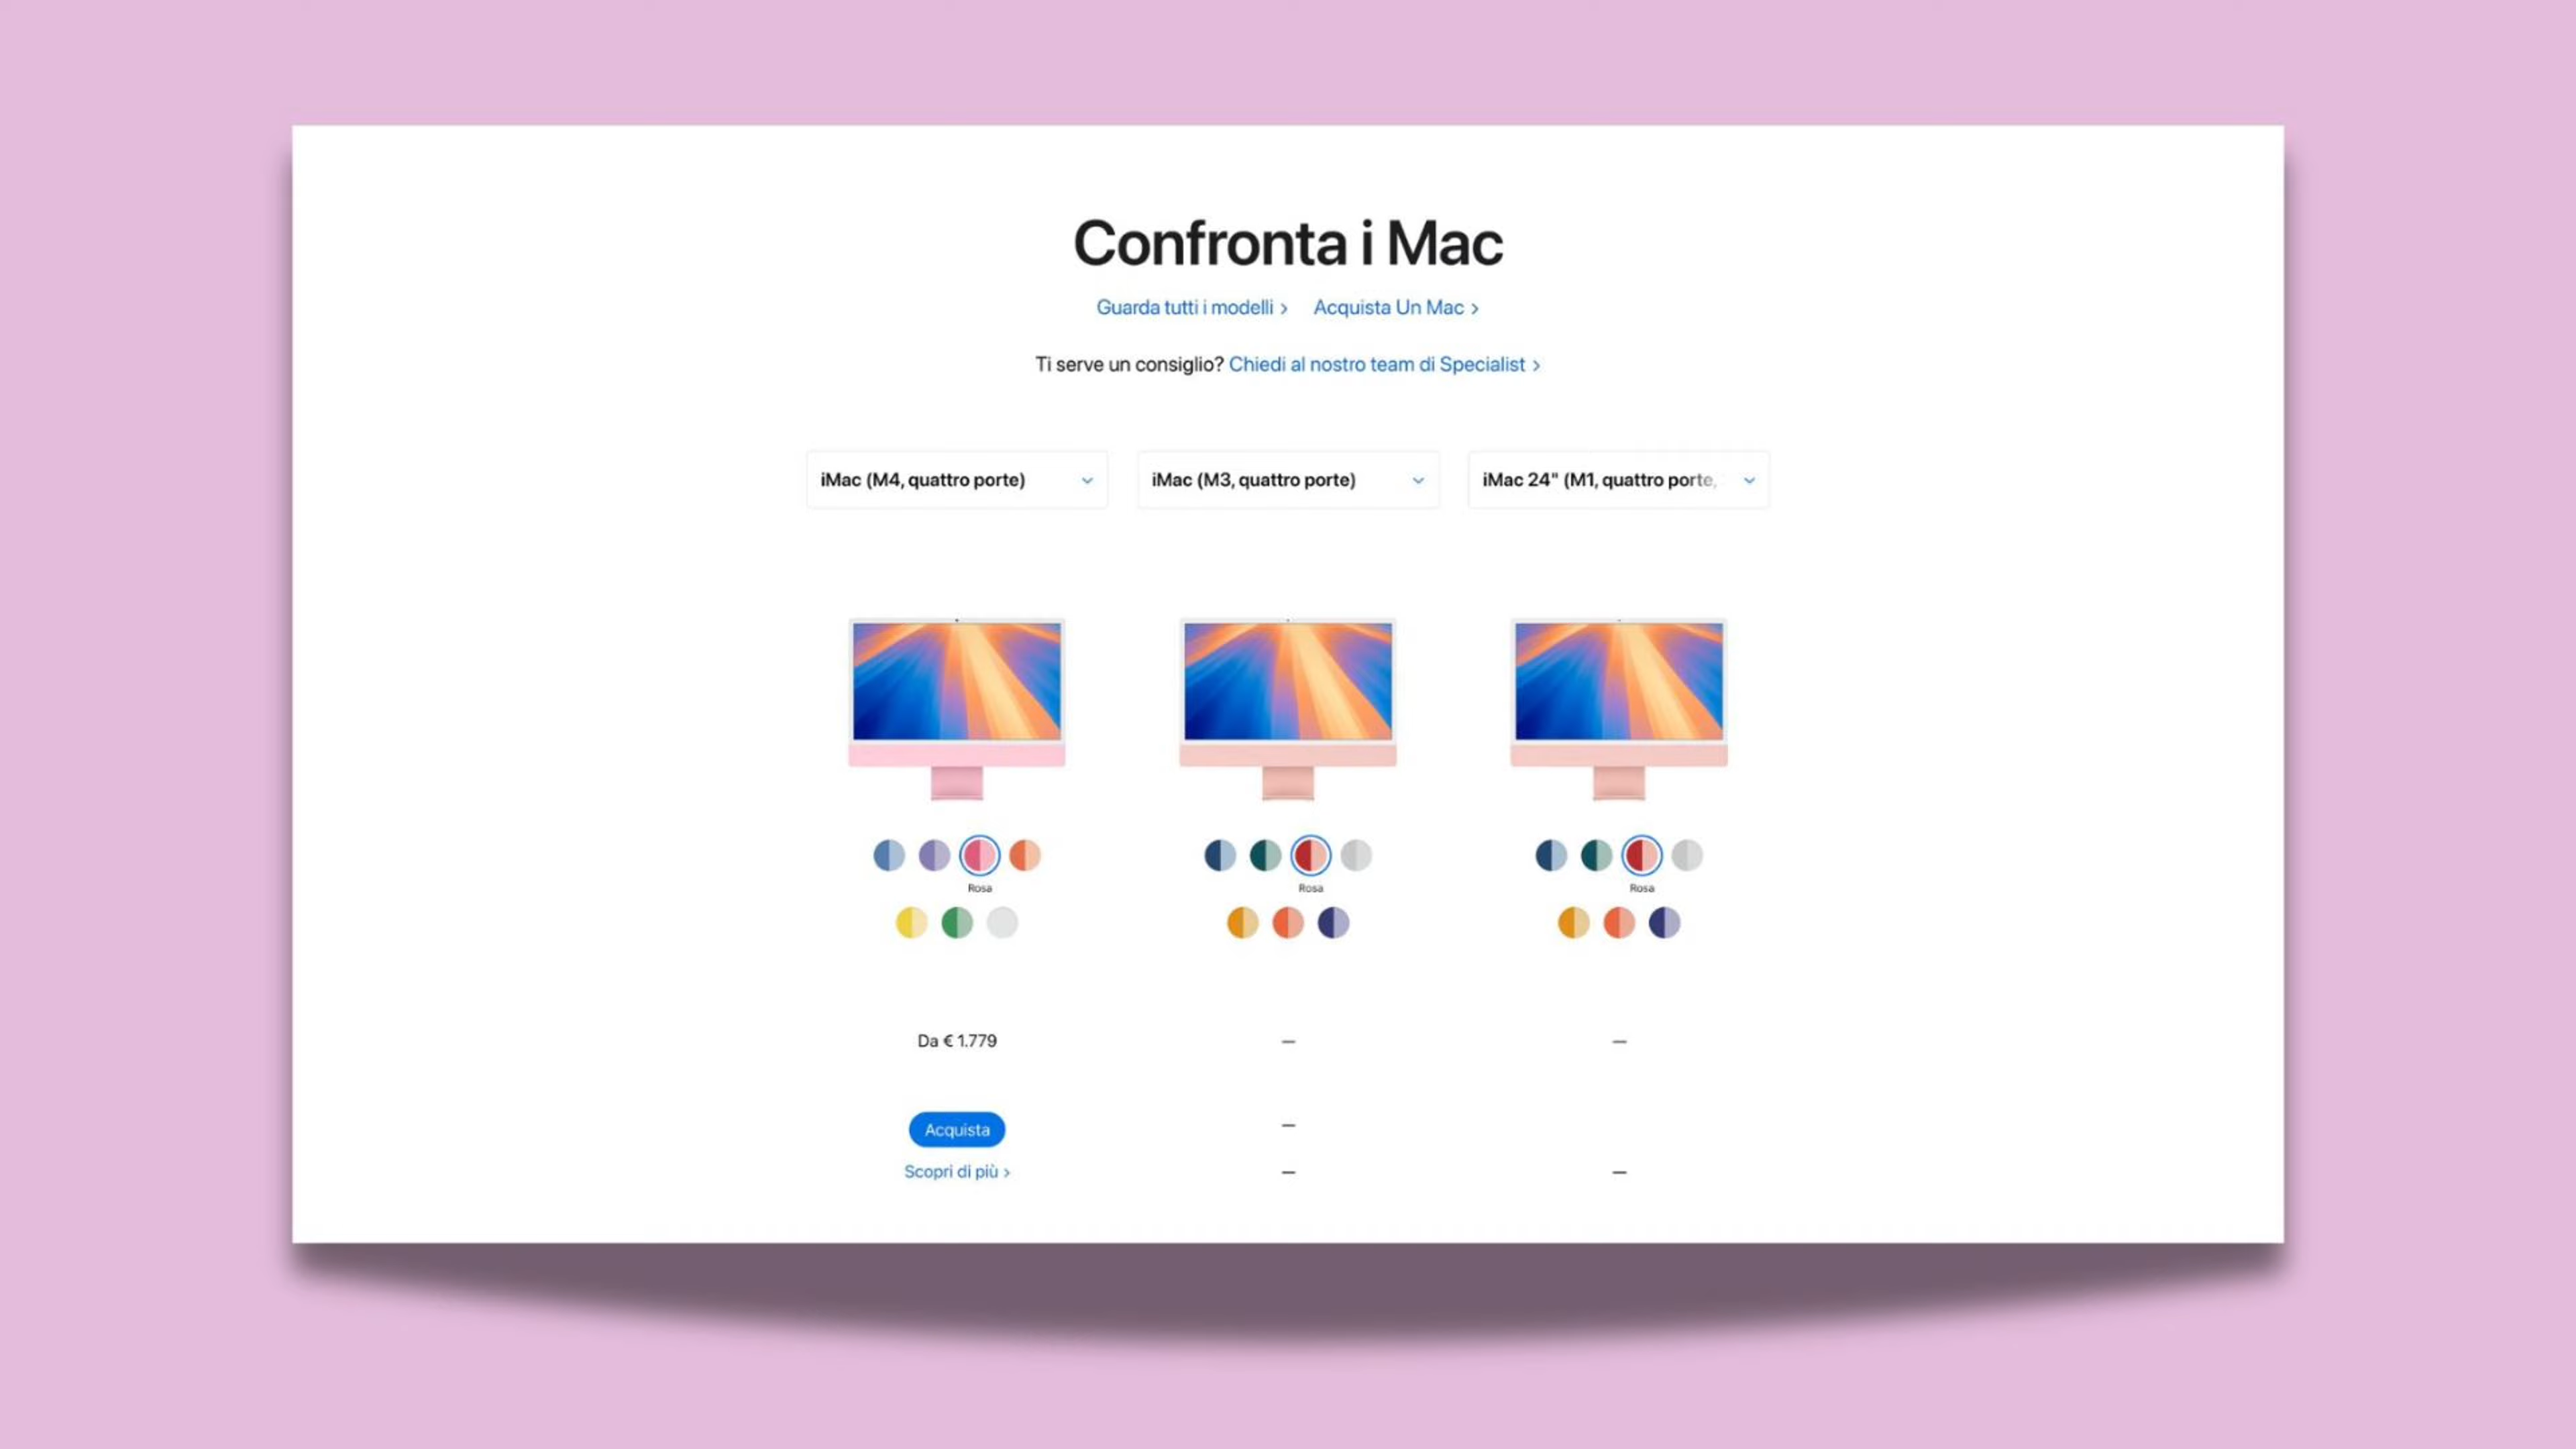 Confronta i Mac
Guarda tutti i modelli > Acquista Un Mac >
Ti serve un consiglio? Chiedi al nostro team di Specialist >
iMac (M4, quattro porte) iMac (M3, quattro porte) iMac 24" (M1, quattro porte,
Rosa Rosa Rosa
Da € 1.779 — —
Acquista —
Scopri di più > — —